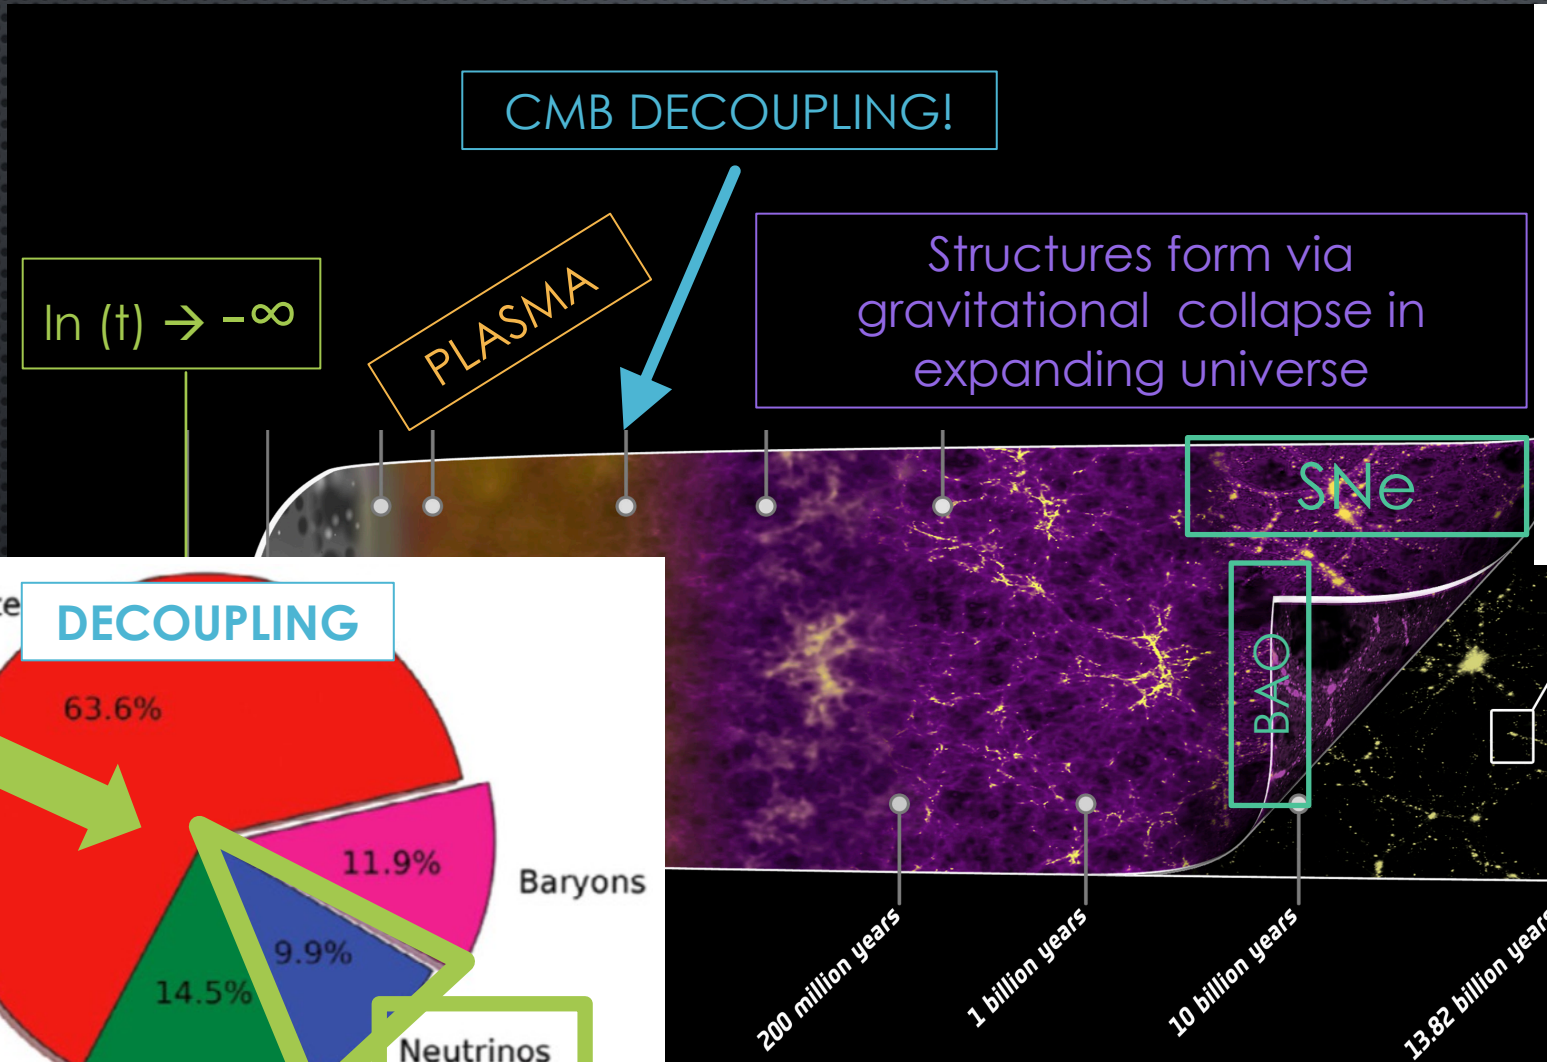 CMB DECOUPLING!
Structures form via
gravitational collapse in
expanding universe
PLASMA
ln (t) → -∞
SNe
BAO
DECOUPLING
63.6%
11.9%
Baryons
9.9%
14.5%
Neutrinos
200 million years
1 billion years
10 billion years
13.82 billion years